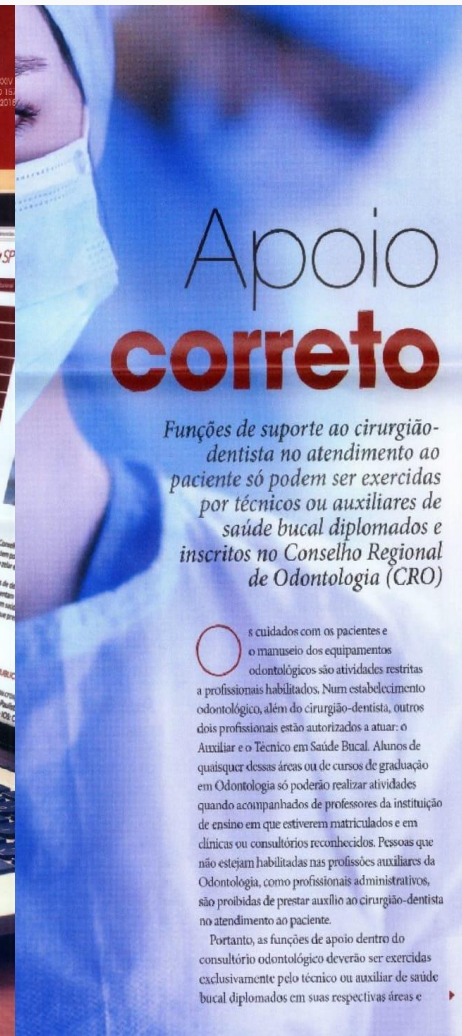 Apoio
correto
Funções de suporte ao cirurgião-
dentista no atendimento ao
paciente só podem ser exercidas
por técnicos ou auxiliares de
saúde bucal diplomados e
inscritos no Conselho Regional
de Odontologia (CRO)
Os cuidados com os pacientes e
o manuseio dos equipamentos
odontológicos são atividades restritas
a profissionais habilitados. Num estabelecimento
odontológico, além do cirurgião-dentista, outros
dois profissionais estão autorizados a atuar: o
Auxiliar e o Técnico em Saúde Bucal. Alunos de
quaisquer dessas áreas ou de cursos de graduação
em Odontologia só poderão realizar atividades
quando acompanhados de professores da instituição
de ensino em que estiverem matriculados e em
clínicas ou consultórios reconhecidos. Pessoas que
não estejam habilitadas nas profissões auxiliares da
Odontologia, como profissionais administrativos,
são proibidas de prestar auxílio ao cirurgião-dentista
no atendimento ao paciente.
Portanto, as funções de apoio dentro do
consultório odontológico deverão ser exercidas
exclusivamente pelo técnico ou auxiliar de saúde
bucal diplomados em suas respectivas áreas e
SP